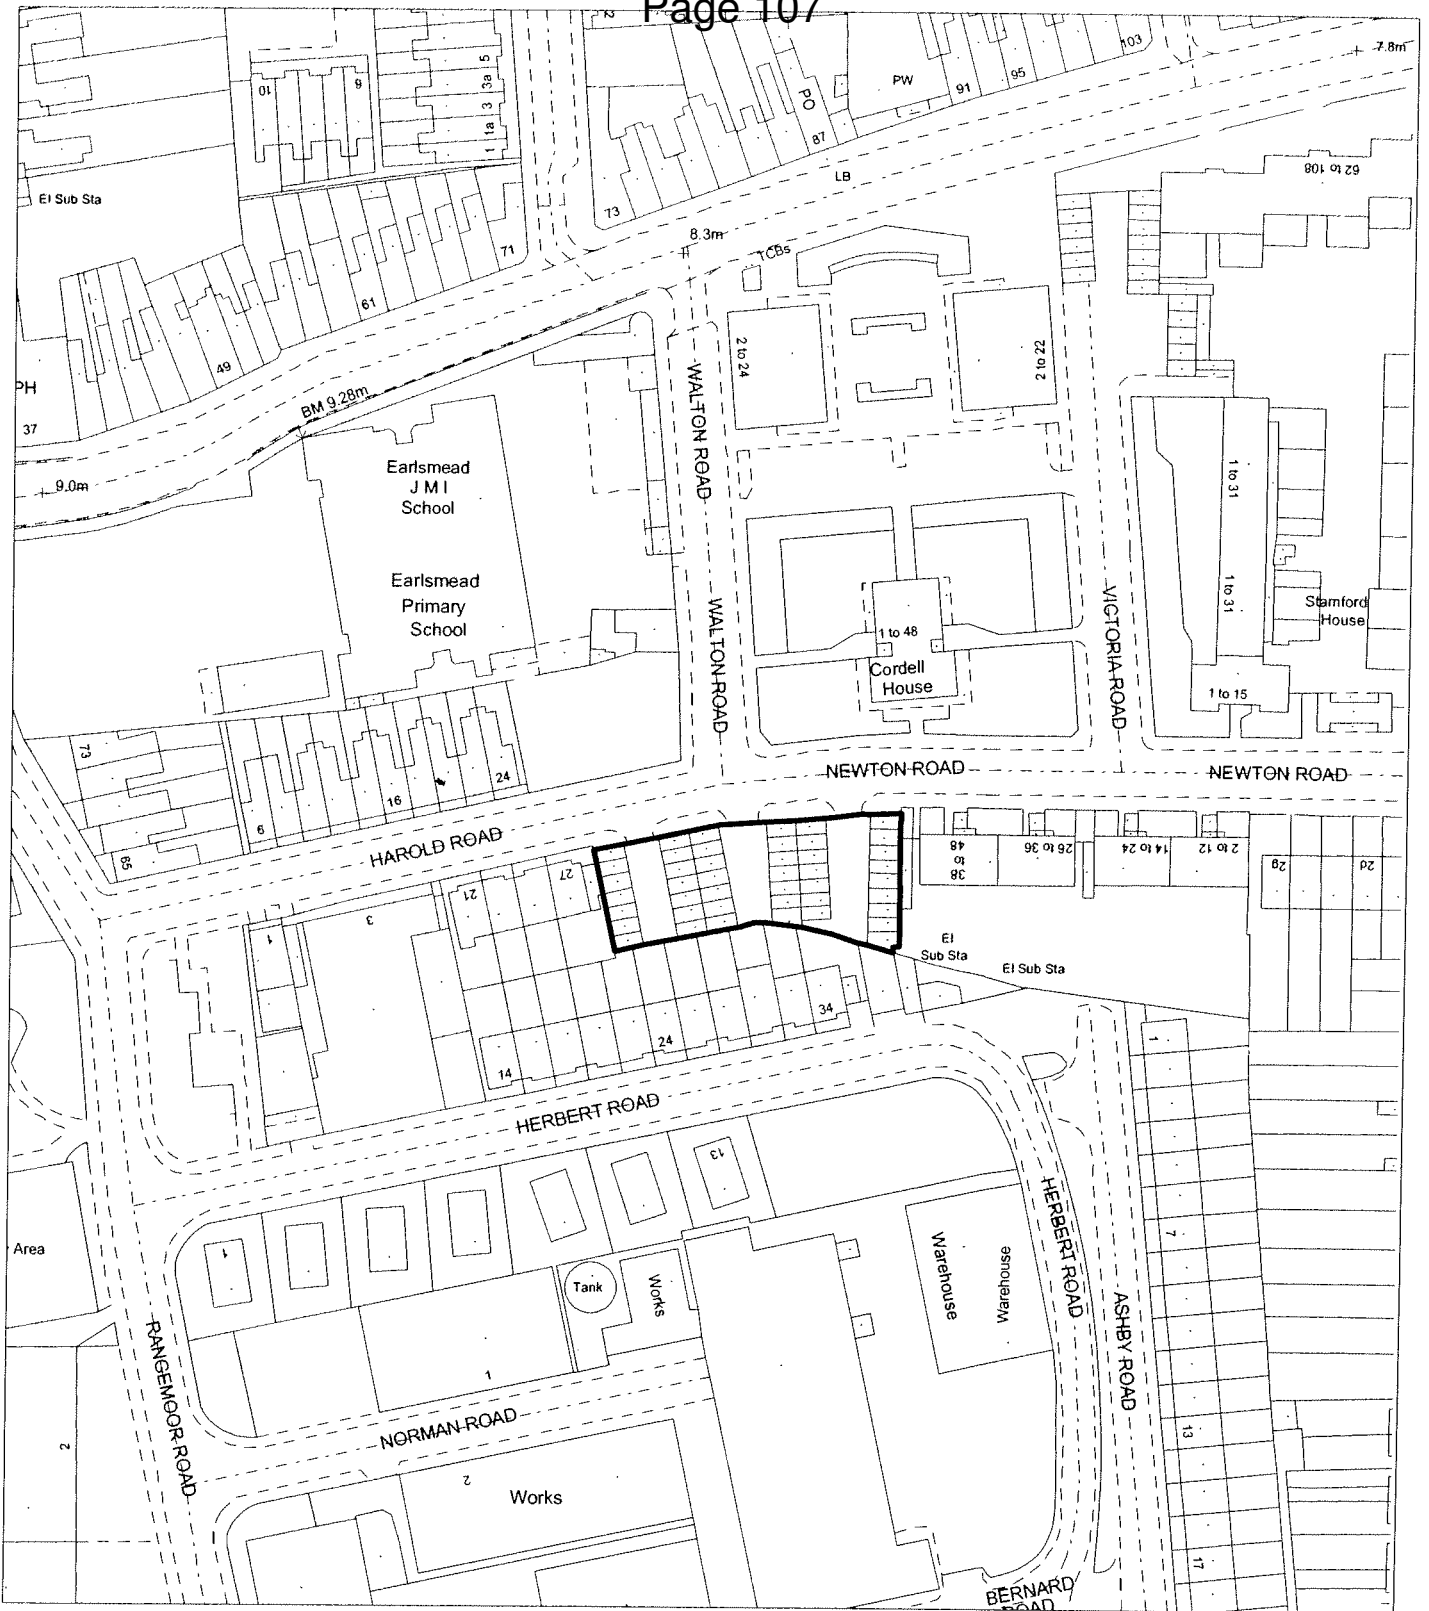 Page 107
2
10
6
1 1a 3 3a 5
El Sub Sta
71
61
49
PH
37
9.0m
BM 9.28m
73
PO
87
PW
91
95
103
7.8m
LB
8.3m
TCBs
62 to 108
2 to 24
2 to 22
WALTON ROAD
Earlsmead
J M I
School
Earlsmead
Primary
School
WALTON ROAD
1 to 48
Cordell
House
VICTORIA ROAD
1 to 31
1 to 31
Stamford
House
1 to 15
73
65
16
24
HAROLD ROAD
NEWTON ROAD
NEWTON ROAD
48
to
38
26 to 36
14 to 24
2 to 12
2g
2d
21
27
3
1
El
Sub Sta
El Sub Sta
34
24
14
HERBERT ROAD
13
1
1
Area
Tank
Works
Warehouse
Warehouse
HERBERT ROAD
ASHBY ROAD
7
13
17
RANGEMOOR ROAD
1
NORMAN ROAD
2
2
Works
BERNARD
ROAD